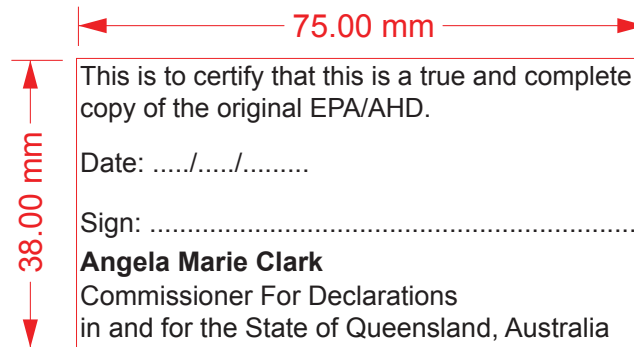 75.00 mm
38.00 mm
This is to certify that this is a true and complete
copy of the original EPA/AHD.
Date: ...../...../.........
Sign: ................................................................
Angela Marie Clark
Commissioner For Declarations
in and for the State of Queensland, Australia